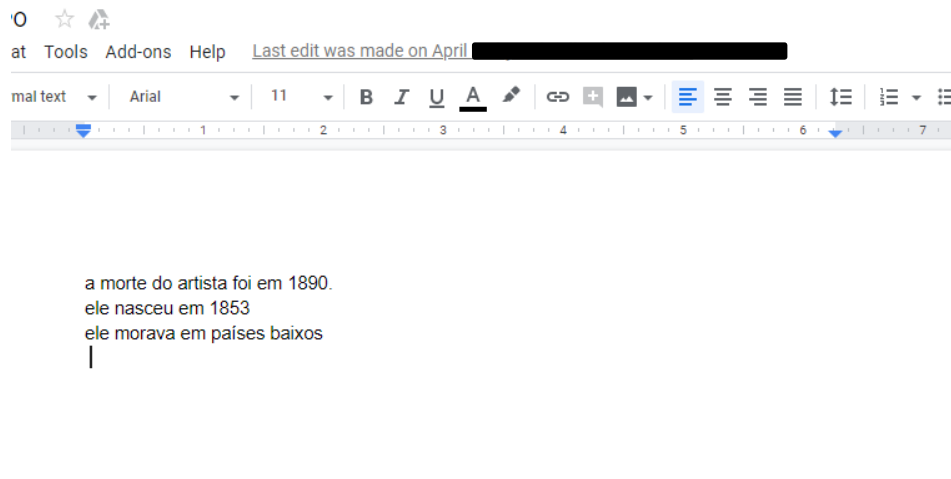 at Tools Add-ons Help Last edit was made on April
mal text Arial 11 B I U A
1 2 3 4 5 6 7
a morte do artista foi em 1890.
ele nasceu em 1853
ele morava em países baixos